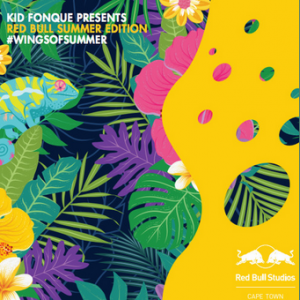 KID FONQUE PRESENTS
RED BULL SUMMER EDITION
#WINGSOFSUMMER
Red Bull Studios
CAPE TOWN